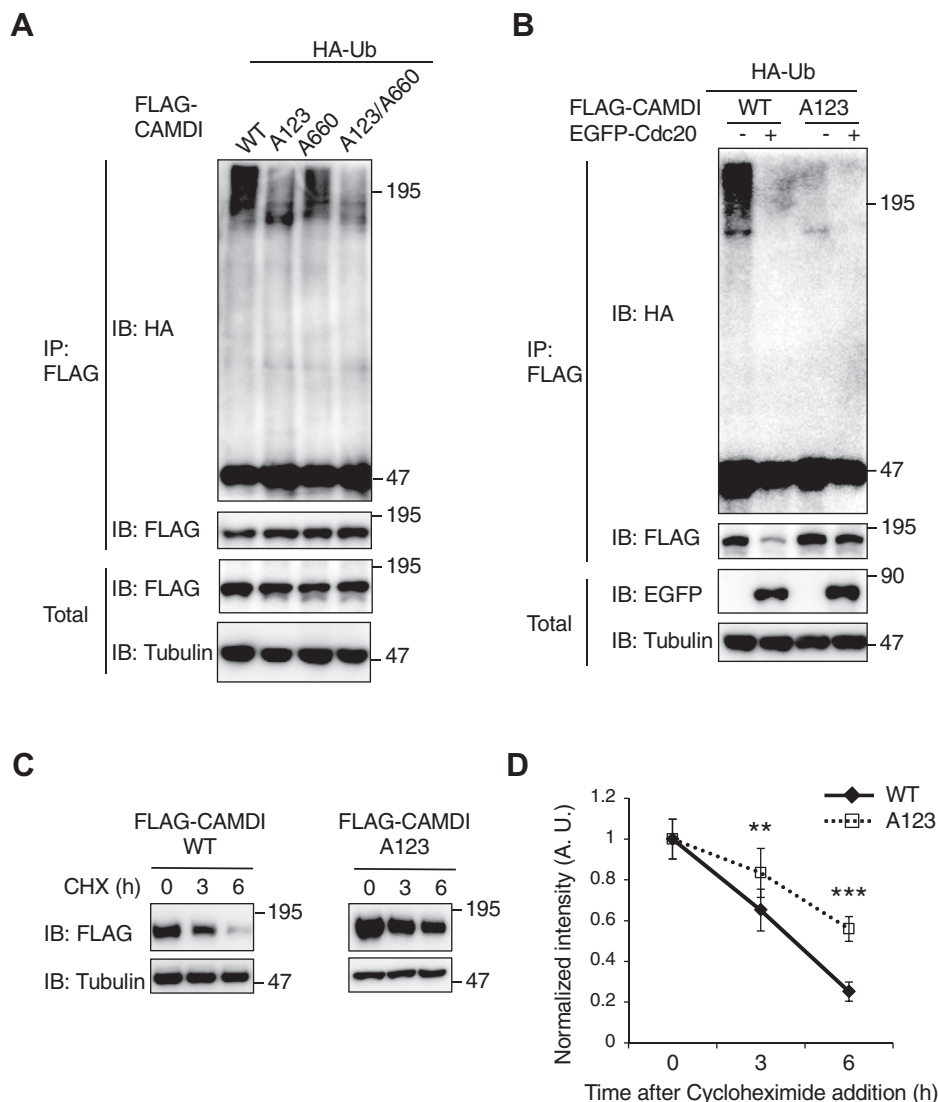 A
HA-Ub
FLAG-
CAMDI
WT
A123
A660
A123/A660
195
IB: HA
IP:
FLAG
47
195
IB: FLAG
195
IB: FLAG
Total
IB: Tubulin
47
B
HA-Ub
FLAG-CAMDI WT A123
EGFP-Cdc20 - + - +
195
IB: HA
IP:
FLAG
47
IB: FLAG
195
90
IB: EGFP
Total
IB: Tubulin
47
C
FLAG-CAMDI
WT
FLAG-CAMDI
A123
CHX (h) 0 3 6 0 3 6
195 195
IB: FLAG
IB: Tubulin
47 47
D
WT
A123
Normalized intensity (A. U.)
1.2
1
0.8
0.6
0.4
0.2
0
**
***
0 3 6
Time after Cycloheximide addition (h)